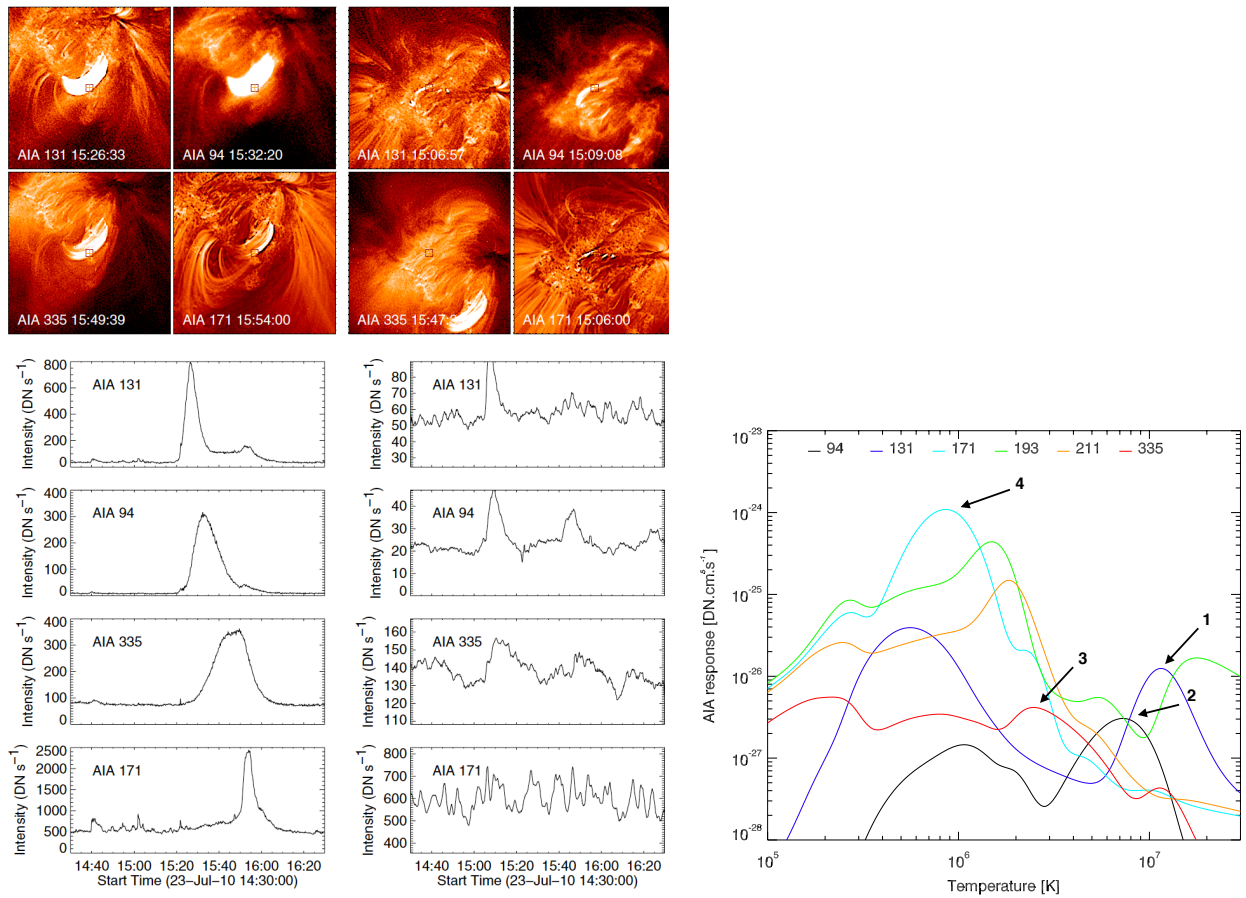 AIA 131 15:26:33
AIA 94 15:32:20
AIA 131 15:06:57
AIA 94 15:09:08
AIA 335 15:49:39
AIA 171 15:54:00
AIA 335 15:47:
AIA 171 15:06:00
Intensity (DN s⁻¹)
800
600
400
200
0
AIA 131
Intensity (DN s⁻¹)
90
80
70
60
50
40
30
AIA 131
Intensity (DN s⁻¹)
400
300
200
100
0
AIA 94
Intensity (DN s⁻¹)
40
30
20
10
0
AIA 94
Intensity (DN s⁻¹)
400
300
200
100
0
AIA 335
Intensity (DN s⁻¹)
160
150
140
130
120
110
AIA 335
Intensity (DN s⁻¹)
2500
2000
1500
1000
500
0
AIA 171
14:40 15:00 15:20 15:40 16:00 16:20
Start Time (23-Jul-10 14:30:00)
Intensity (DN s⁻¹)
800
700
600
500
400
AIA 171
14:40 15:00 15:20 15:40 16:00 16:20
Start Time (23-Jul-10 14:30:00)
94 131 171 193 211 335
AIA response [DN.cm⁵.s⁻¹]
10⁻²³
10⁻²⁴
10⁻²⁵
10⁻²⁶
10⁻²⁷
10⁻²⁸
4
1
3
2
10⁵ 10⁶ 10⁷
Temperature [K]